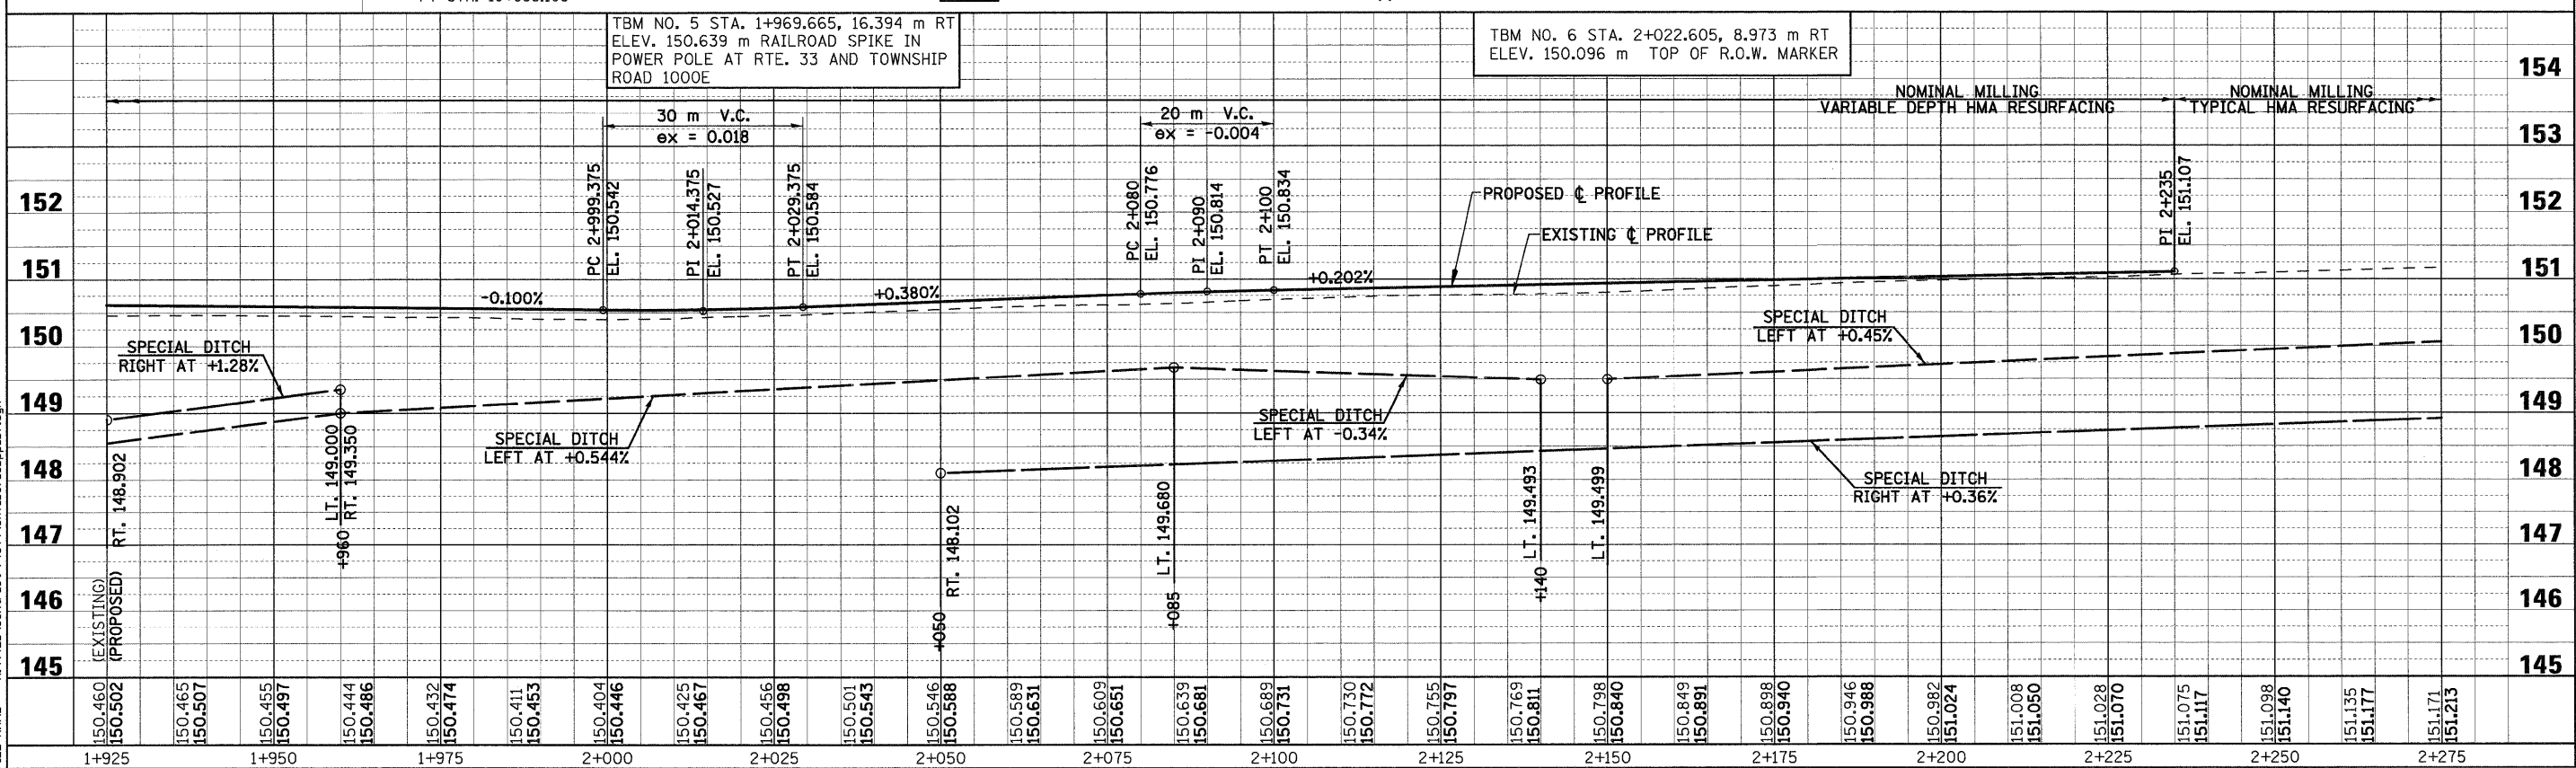 TBM NO. 5 STA. 1+969.665, 16.394 m RT
ELEV. 150.639 m RAILROAD SPIKE IN
POWER POLE AT RTE. 33 AND TOWNSHIP
ROAD 1000E
TBM NO. 6 STA. 2+022.605, 8.973 m RT
ELEV. 150.096 m TOP OF R.O.W. MARKER
154
NOMINAL MILLING
VARIABLE DEPTH HMA RESURFACING
NOMINAL MILLING
TYPICAL HMA RESURFACING
30 m V.C.
ex = 0.018
20 m V.C.
ex = -0.004
153
PC 2+999.375
EL. 150.542
PI 2+014.375
EL. 150.527
PT 2+029.375
EL. 150.584
PC 2+080
EL. 150.776
PI 2+090
EL. 150.814
PT 2+100
EL. 150.834
PI 2+235
EL. 151.107
152
PROPOSED ℄ PROFILE
152
EXISTING ℄ PROFILE
151
-0.100%
+0.380%
+0.202%
151
150
SPECIAL DITCH
RIGHT AT +1.28%
SPECIAL DITCH
LEFT AT +0.45%
150
149
SPECIAL DITCH
LEFT AT +0.544%
SPECIAL DITCH
LEFT AT -0.34%
149
148
SPECIAL DITCH
RIGHT AT +0.36%
148
RT. 148.902
LT. 149.000
RT. 149.350
+960
RT. 148.102
+050
LT. 149.680
+085
LT. 149.493
+140
LT. 149.499
147
147
146
146
(EXISTING)
(PROPOSED)
145
145
150.460
150.502
150.465
150.507
150.455
150.497
150.444
150.486
150.432
150.474
150.411
150.453
150.404
150.446
150.425
150.467
150.456
150.498
150.501
150.543
150.546
150.588
150.589
150.631
150.609
150.651
150.639
150.681
150.689
150.731
150.730
150.772
150.755
150.797
150.769
150.811
150.798
150.840
150.849
150.891
150.898
150.940
150.946
150.988
150.982
151.024
151.008
151.050
151.028
151.070
151.075
151.117
151.098
151.140
151.135
151.177
151.171
151.213
1+925
1+950
1+975
2+000
2+025
2+050
2+075
2+100
2+125
2+150
2+175
2+200
2+225
2+250
2+275